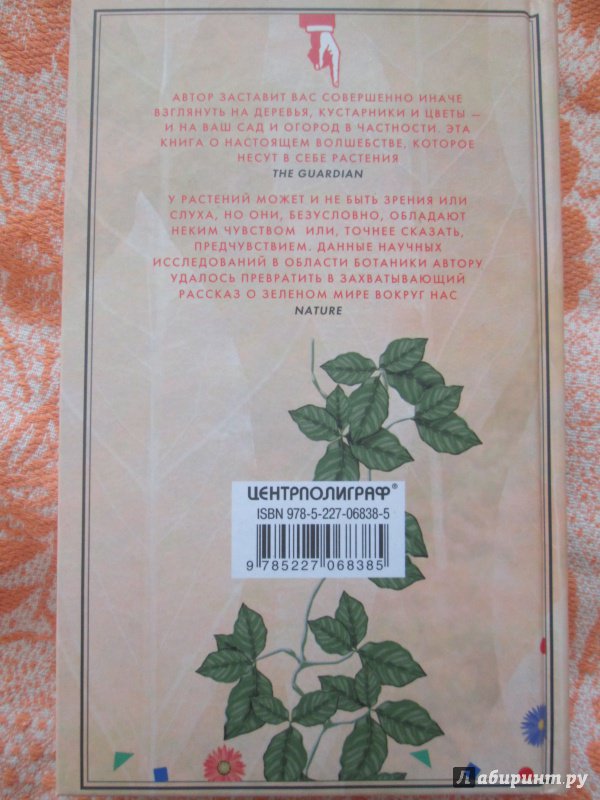 АВТОР ЗАСТАВИТ ВАС СОВЕРШЕННО ИНАЧЕ
ВЗГЛЯНУТЬ НА ДЕРЕВЬЯ, КУСТАРНИКИ И ЦВЕТЫ —
И НА ВАШ САД И ОГОРОД В ЧАСТНОСТИ. ЭТА
КНИГА О НАСТОЯЩЕМ ВОЛШЕБСТВЕ, КОТОРОЕ
НЕСУТ В СЕБЕ РАСТЕНИЯ
THE GUARDIAN
У РАСТЕНИЙ МОЖЕТ И НЕ БЫТЬ ЗРЕНИЯ ИЛИ
СЛУХА, НО ОНИ, БЕЗУСЛОВНО, ОБЛАДАЮТ
НЕКИМ ЧУВСТВОМ ИЛИ, ТОЧНЕЕ СКАЗАТЬ,
ПРЕДЧУВСТВИЕМ. ДАННЫЕ НАУЧНЫХ
ИССЛЕДОВАНИЙ В ОБЛАСТИ БОТАНИКИ АВТОРУ
УДАЛОСЬ ПРЕВРАТИТЬ В ЗАХВАТЫВАЮЩИЙ
РАССКАЗ О ЗЕЛЕНОМ МИРЕ ВОКРУГ НАС
NATURE
ЦЕНТРПОЛИГРАФ®
ISBN 978-5-227-06838-5
9 785227 068385
Лабиринт.ру